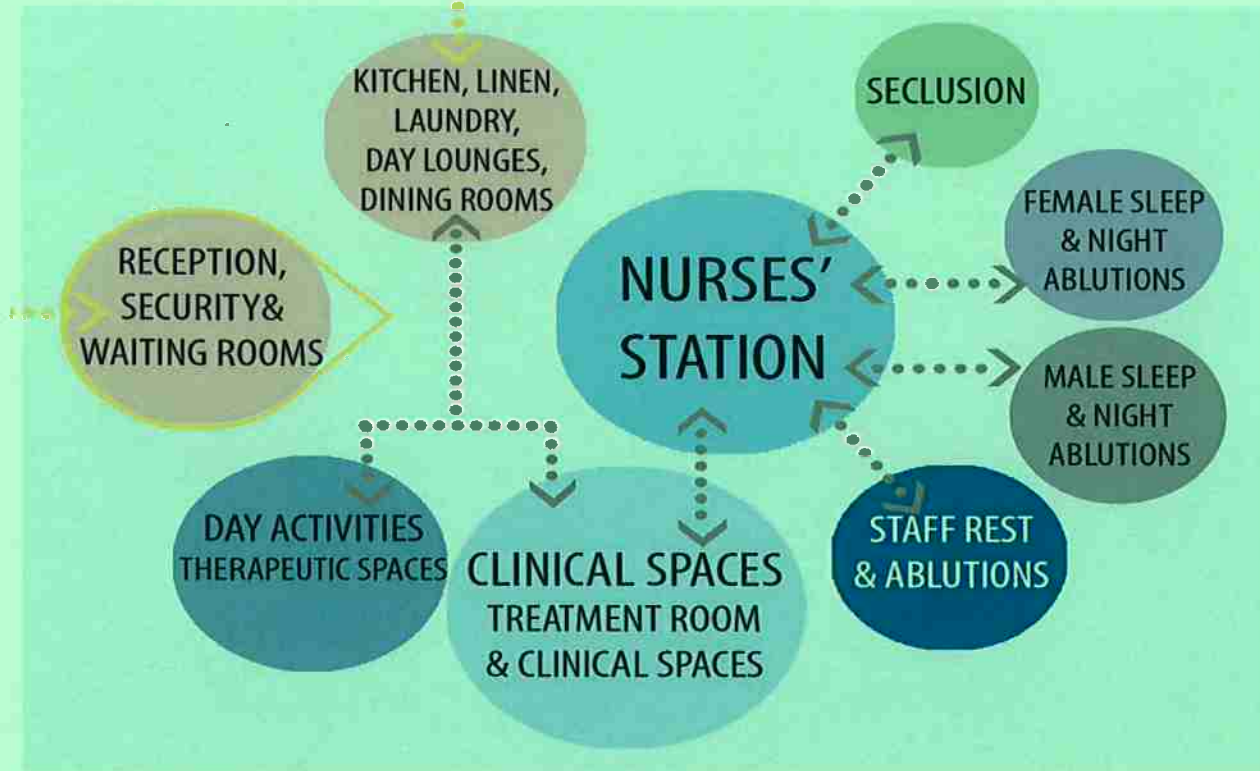 KITCHEN, LINEN,
LAUNDRY,
DAY LOUNGES,
DINING ROOMS
SECLUSION
RECEPTION,
SECURITY&
WAITING ROOMS
NURSES’
STATION
FEMALE SLEEP
& NIGHT
ABLUTIONS
MALE SLEEP
& NIGHT
ABLUTIONS
DAY ACTIVITIES
THERAPEUTIC SPACES
CLINICAL SPACES
TREATMENT ROOM
& CLINICAL SPACES
STAFF REST
& ABLUTIONS